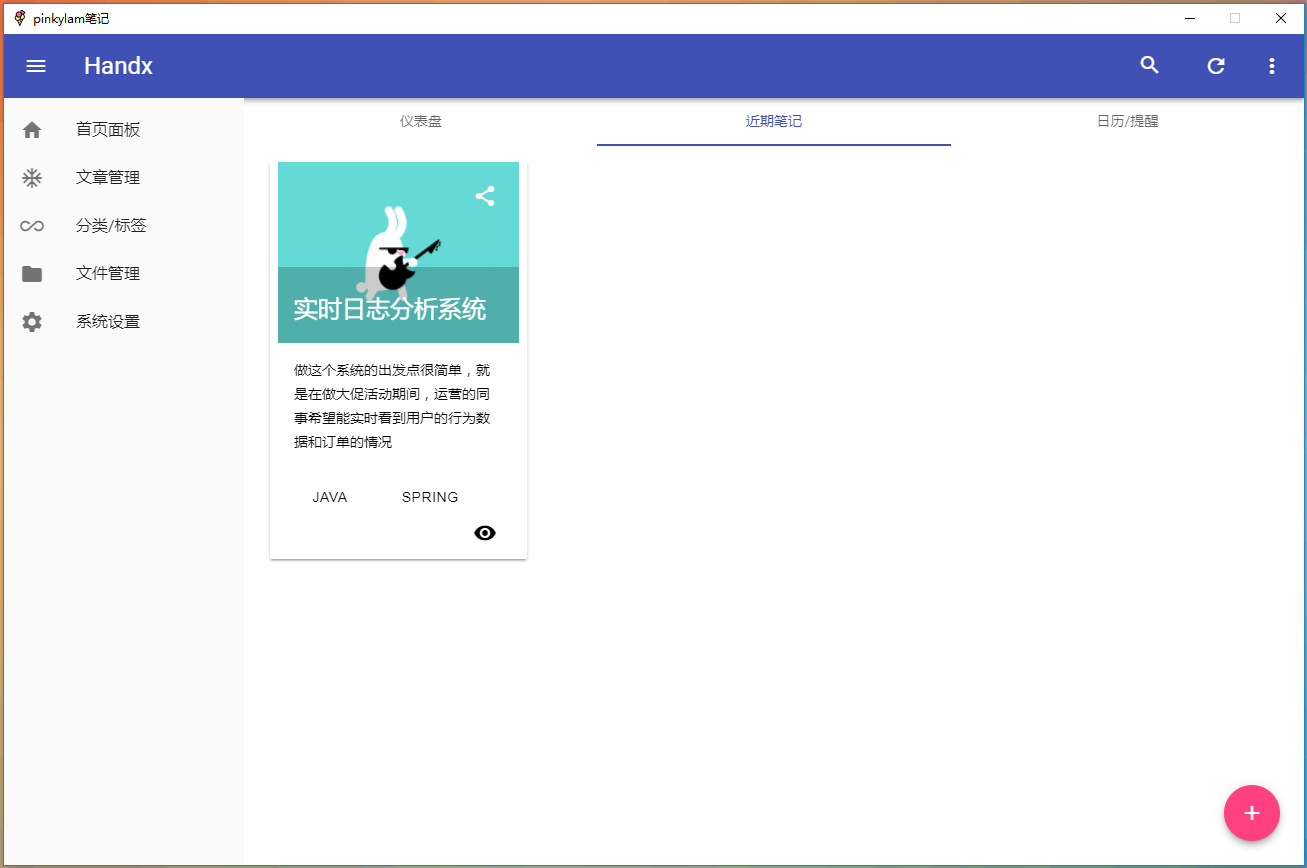 pinkylam笔记
Handx
首页面板
文章管理
分类/标签
文件管理
系统设置
仪表盘
近期笔记
日历/提醒
实时日志分析系统
做这个系统的出发点很简单，就
是在做大促活动期间，运营的同
事希望能实时看到用户的行为数
据和订单的情况
JAVA
SPRING